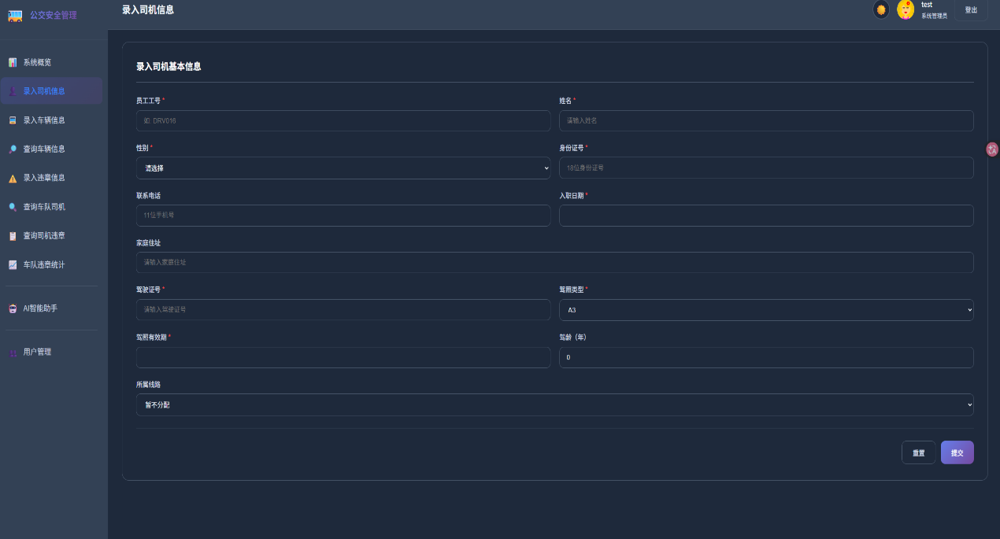 公交安全管理
录入司机信息
test
系统管理员
登出
系统概览
录入司机信息
录入车辆信息
查询车辆信息
录入违章信息
查询车队司机
查询司机违章
车队违章统计
AI智能助手
用户管理
录入司机基本信息
员工工号 *
姓名 *
如 DRV016
请输入姓名
性别 *
身份证号 *
请选择
18位身份证号
联系电话
入职日期 *
11位手机号
家庭住址
请输入家庭住址
驾驶证号 *
驾照类型 *
请输入驾驶证号
A3
驾照有效期 *
驾龄（年）
0
所属线路
暂不分配
重置
提交